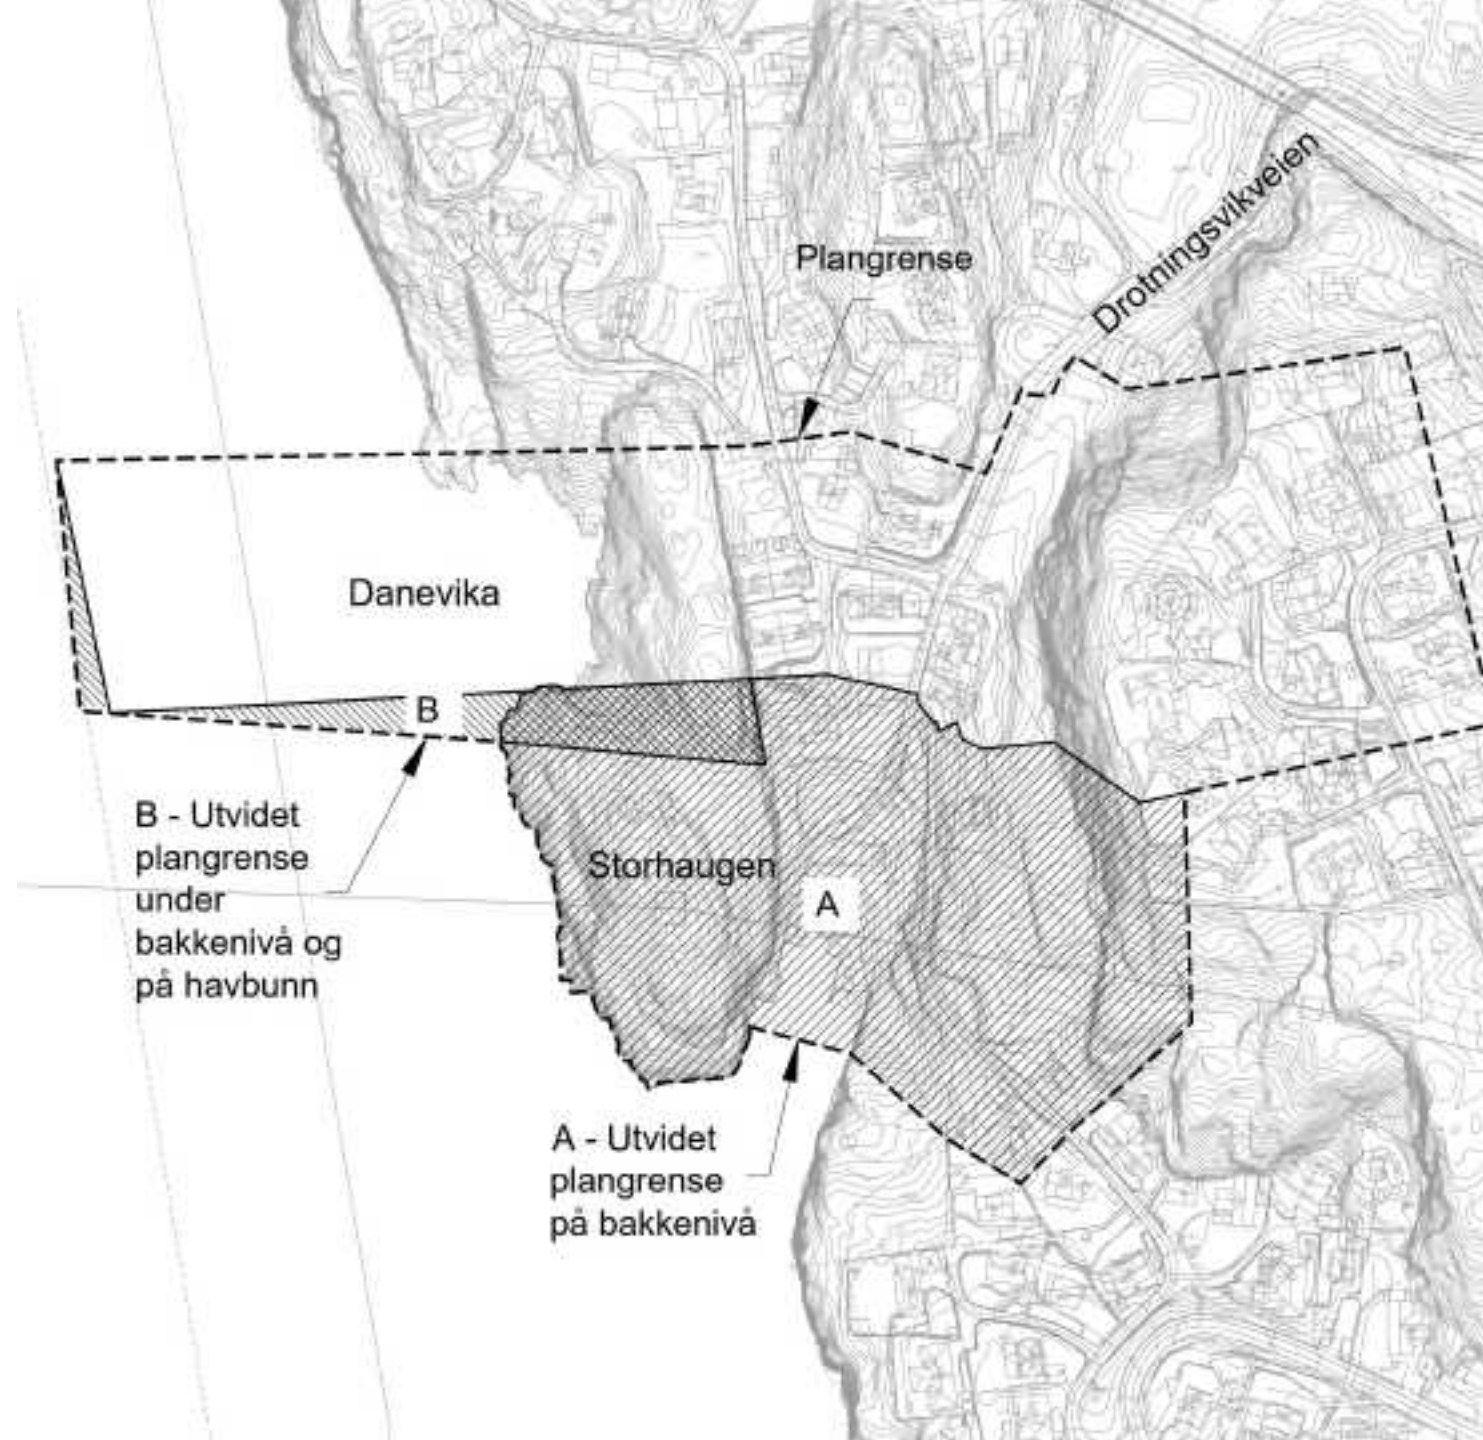 Drotningsvikveien
Plangrense
Danevika
B
B - Utvidet
plangrense
under
bakkenivå og
på havbunn
Storhaugen
A
A - Utvidet
plangrense
på bakkenivå